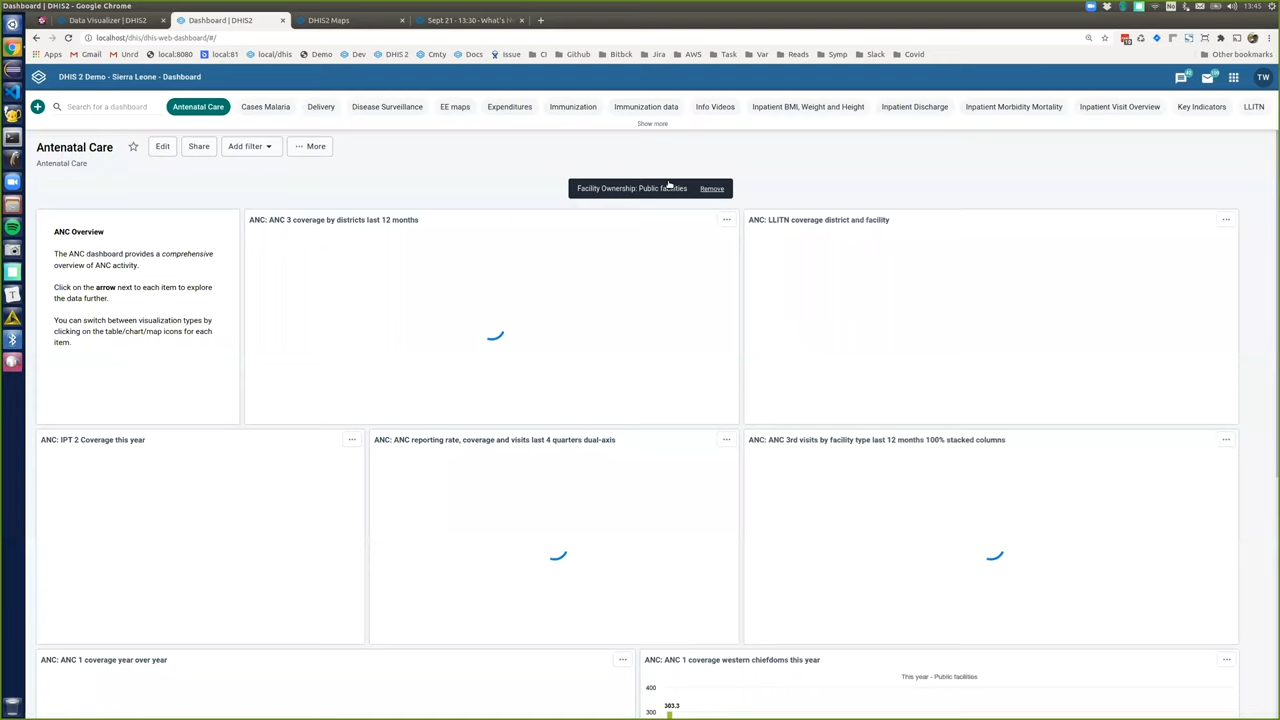 Dashboard | DHIS2 - Google Chrome
No
13:45
Data Visualizer | DHIS2
Dashboard | DHIS2
DHIS2 Maps
Sept 21 - 13:30 - What's N
localhost/dhis/dhis-web-dashboard/#/
Apps Gmail Unrd local:8080 local:81 local/dhis Demo Dev DHIS 2 Cmty Docs Issue CI Github Bitbck Jira AWS Task Var Reads Symp Slack Covid Other bookmarks
DHIS 2 Demo - Sierra Leone - Dashboard
TW
Search for a dashboard
Antenatal Care Cases Malaria Delivery Disease Surveillance EE maps Expenditures Immunization Immunization data Info Videos Inpatient BMI, Weight and Height Inpatient Discharge Inpatient Morbidity Mortality Inpatient Visit Overview Key Indicators LLITN
Show more
Antenatal Care
Edit Share Add filter More
Antenatal Care
Facility Ownership: Public facilities Remove
ANC Overview
The ANC dashboard provides a comprehensive
overview of ANC activity.
Click on the arrow next to each item to explore
the data further.
You can switch between visualization types by
clicking on the table/chart/map icons for each
item.
ANC: ANC 3 coverage by districts last 12 months
ANC: LLITN coverage district and facility
ANC: IPT 2 Coverage this year
ANC: ANC reporting rate, coverage and visits last 4 quarters dual-axis
ANC: ANC 3rd visits by facility type last 12 months 100% stacked columns
ANC: ANC 1 coverage year over year
ANC: ANC 1 coverage western chiefdoms this year
This year - Public facilities
400
303.3
300